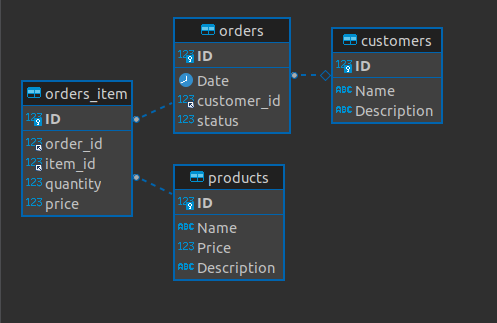 orders
123 ID
Date
123 customer_id
123 status
customers
123 ID
ABC Name
ABC Description
orders_item
123 ID
123 order_id
123 item_id
123 quantity
123 price
products
123 ID
ABC Name
123 Price
ABC Description